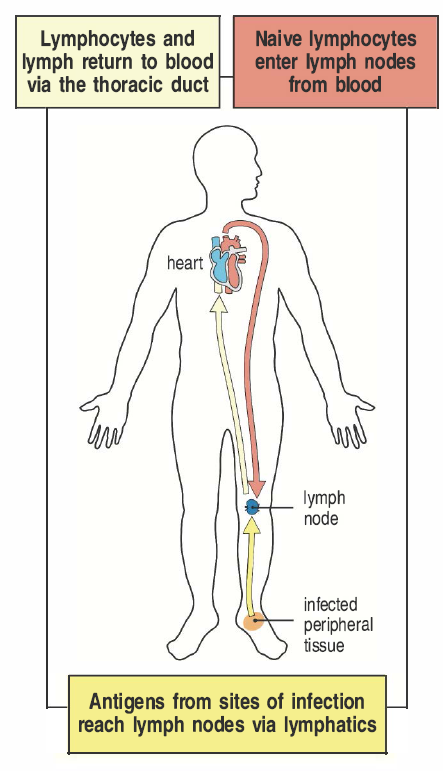 Lymphocytes and
lymph return to blood
via the thoracic duct
Naive lymphocytes
enter lymph nodes
from blood
heart
lymph
node
infected
peripheral
tissue
Antigens from sites of infection
reach lymph nodes via lymphatics